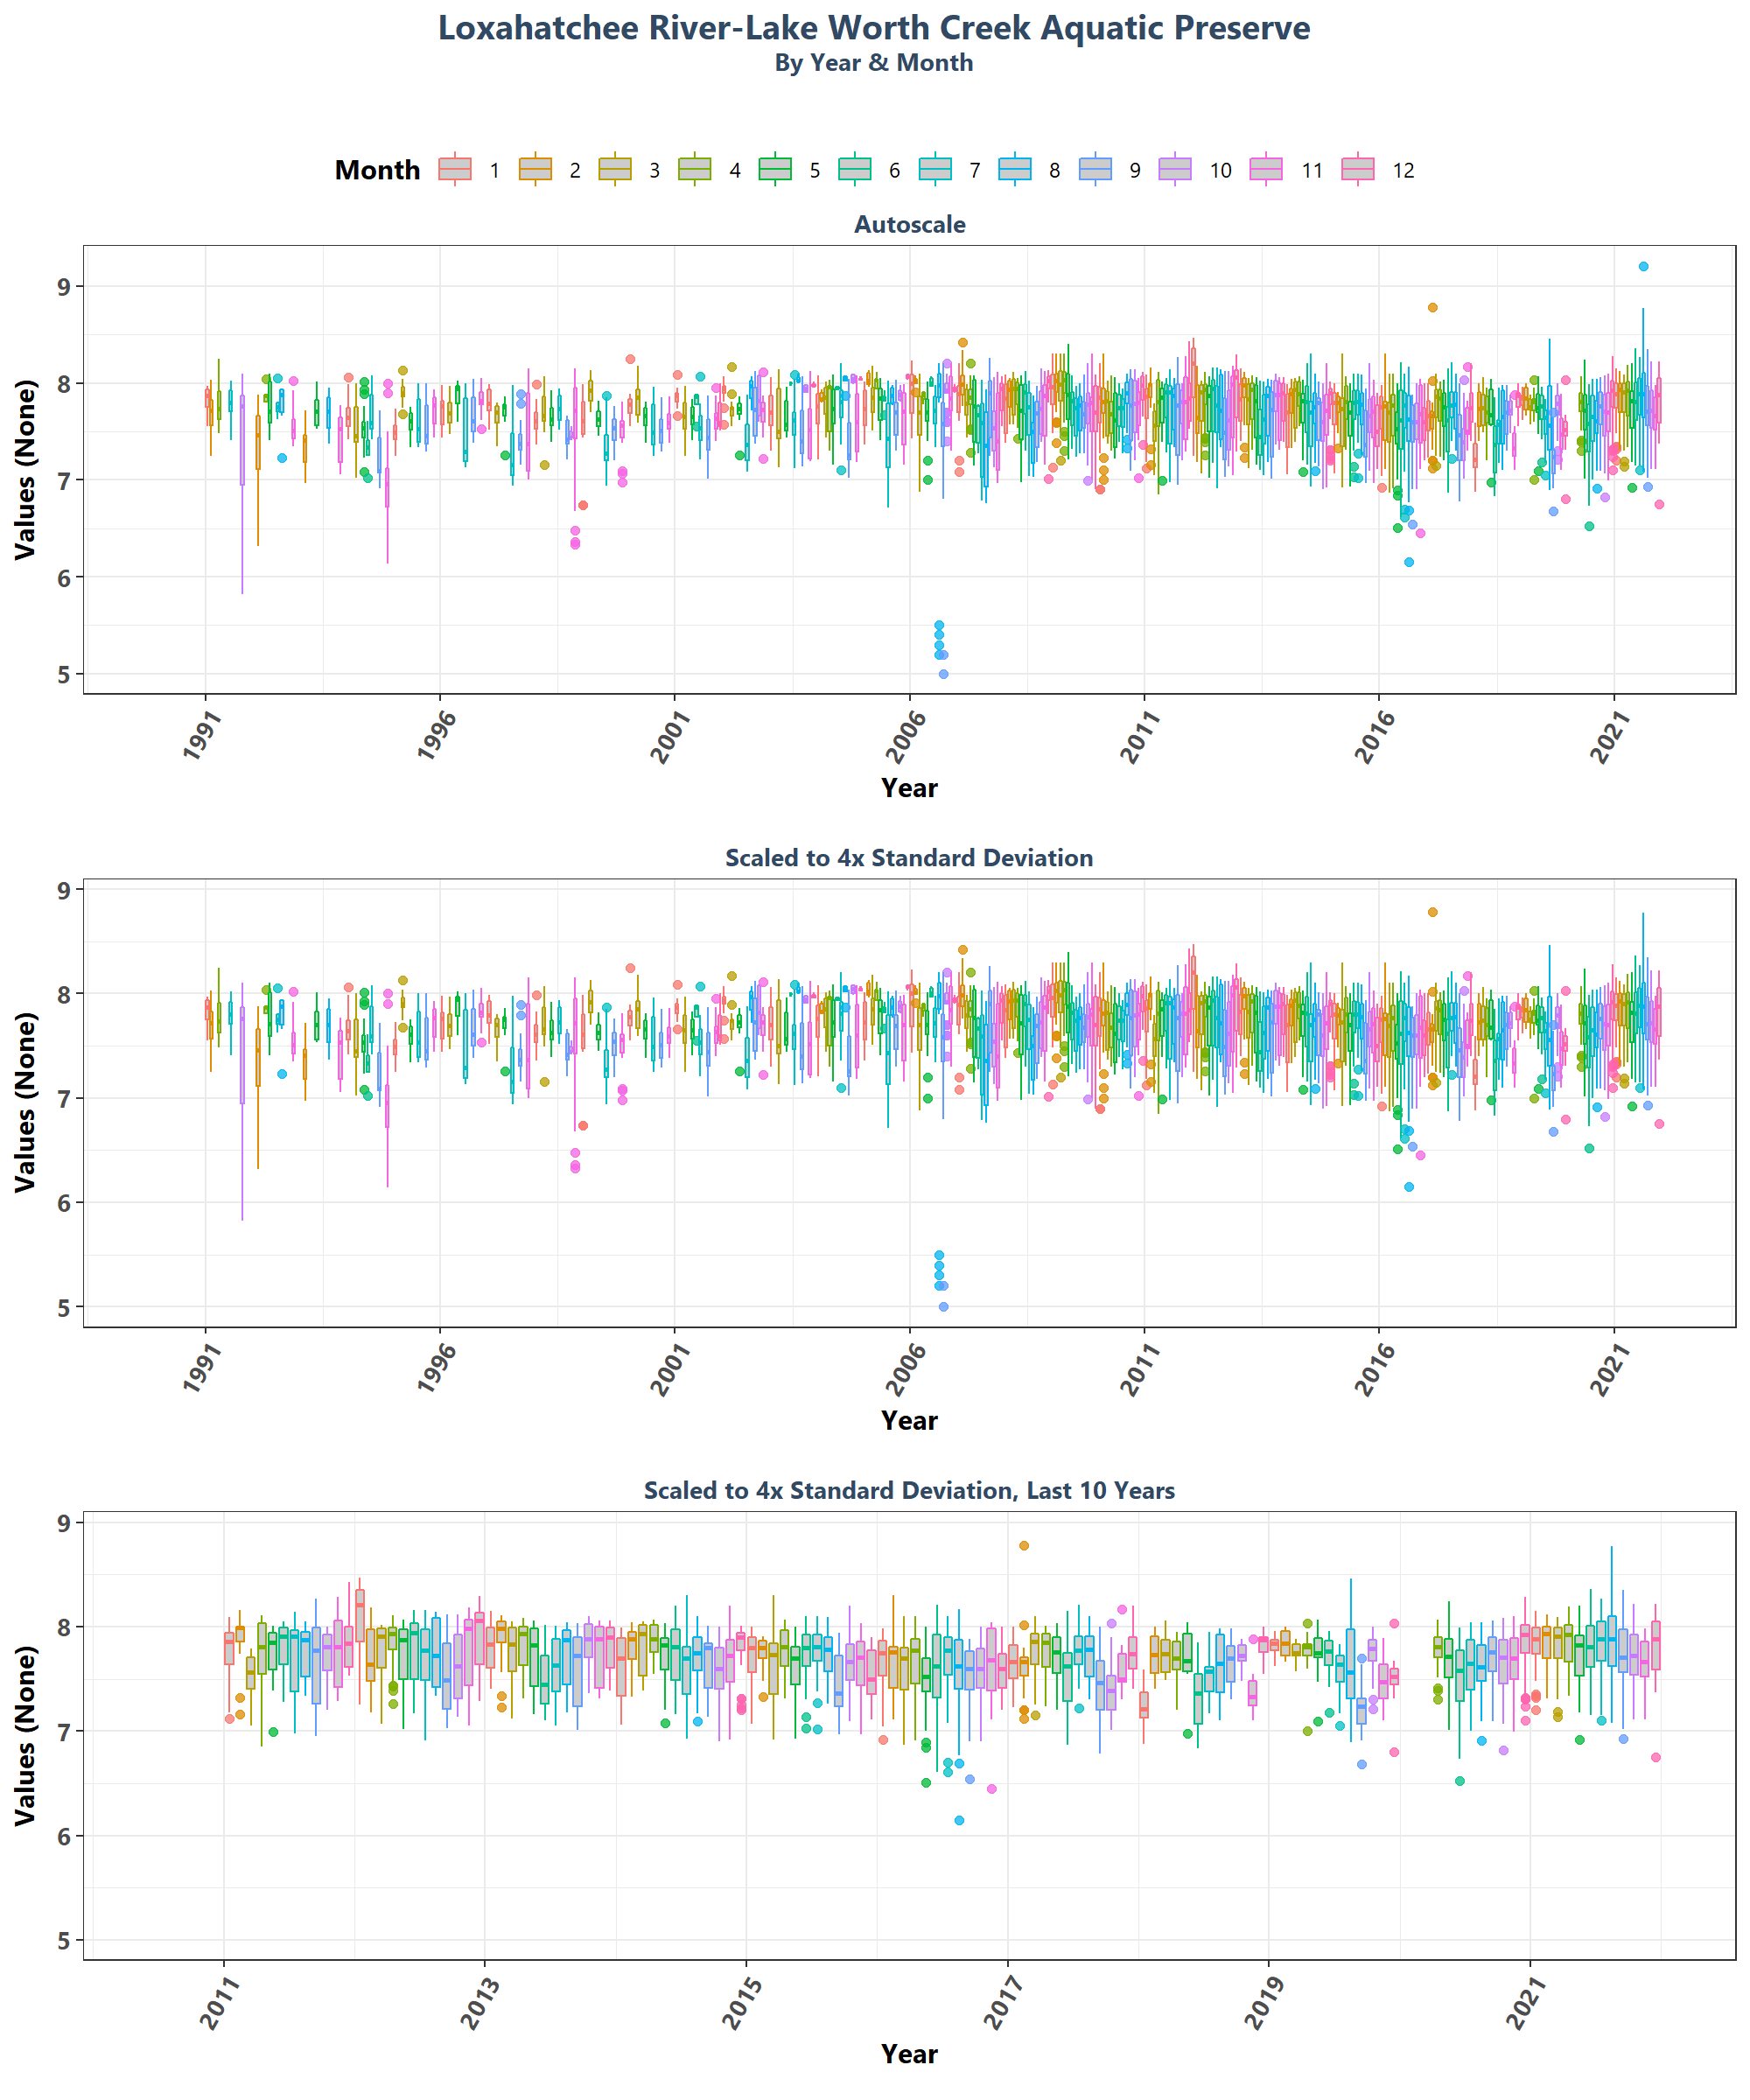 Loxahatchee River-Lake Worth Creek Aquatic Preserve
By Year & Month
Month 1 2 3 4 5 6 7 8 9 10 11 12
Autoscale
9
8
7
6
5
Values (None)
1991 1996 2001 2006 2011 2016 2021
Year
Scaled to 4x Standard Deviation
9
8
7
6
5
Values (None)
1991 1996 2001 2006 2011 2016 2021
Year
Scaled to 4x Standard Deviation, Last 10 Years
9
8
7
6
5
Values (None)
2011 2013 2015 2017 2019 2021
Year